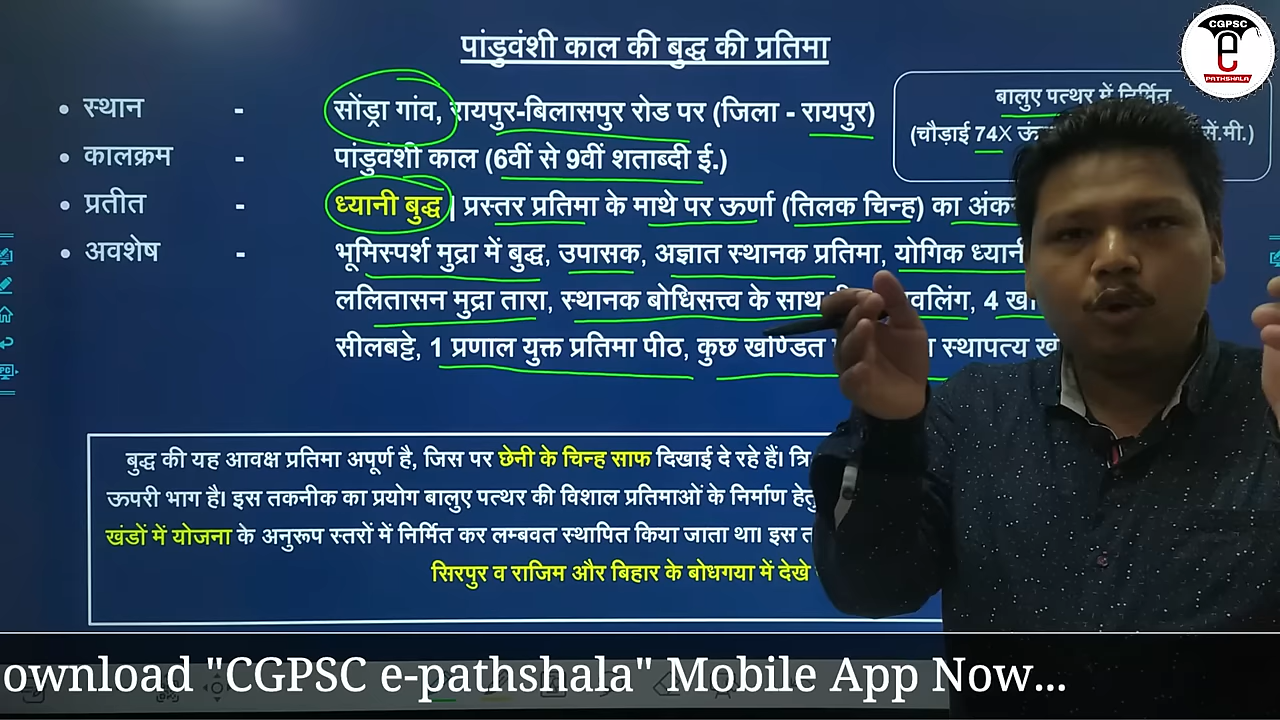 CGPSC
e
PATHSHALA
पांडुवंशी काल की बुद्ध की प्रतिमा
बालुए पत्थर में निर्मित
(चौड़ाई 74X सें.मी.)
• स्थान - सोंड्रा गांव, रायपुर-बिलासपुर रोड पर (जिला - रायपुर)
• कालक्रम - पांडुवंशी काल (6वीं से 9वीं शताब्दी ई.)
• प्रतीत - ध्यानी बुद्ध | प्रस्तर प्रतिमा के माथे पर ऊर्णा (तिलक चिन्ह) का
• अवशेष - भूमिस्पर्श मुद्रा में बुद्ध, उपासक, अज्ञात स्थानक प्रतिमा, योगिक ध्यानी
ललितासन मुद्रा तारा, स्थानक बोधिसत्त्व के साथ 4
सीलबट्टे, 1 प्रणाल युक्त प्रतिमा पीठ, कुछ खण्डित स्थापत्य
बुद्ध की यह आवक्ष प्रतिमा अपूर्ण है, जिस पर छेनी के चिन्ह साफ दिखाई दे रहे हैं।
ऊपरी भाग है। इस तकनीक का प्रयोग बालुए पत्थर की विशाल प्रतिमाओं के निर्माण हेतु
खंडों में योजना के अनुरूप स्तरों में निर्मित कर लम्बवत स्थापित किया जाता था। इस
सिरपुर व राजिम और बिहार के बोधगया में देखे
ownload "CGPSC e-pathshala" Mobile App Now...